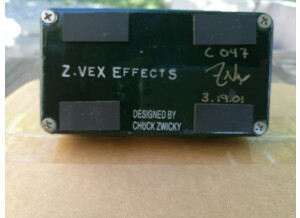 C 047
Z.VEX EFFECTS
3.19.01
DESIGNED BY
CHUCK ZWICKY